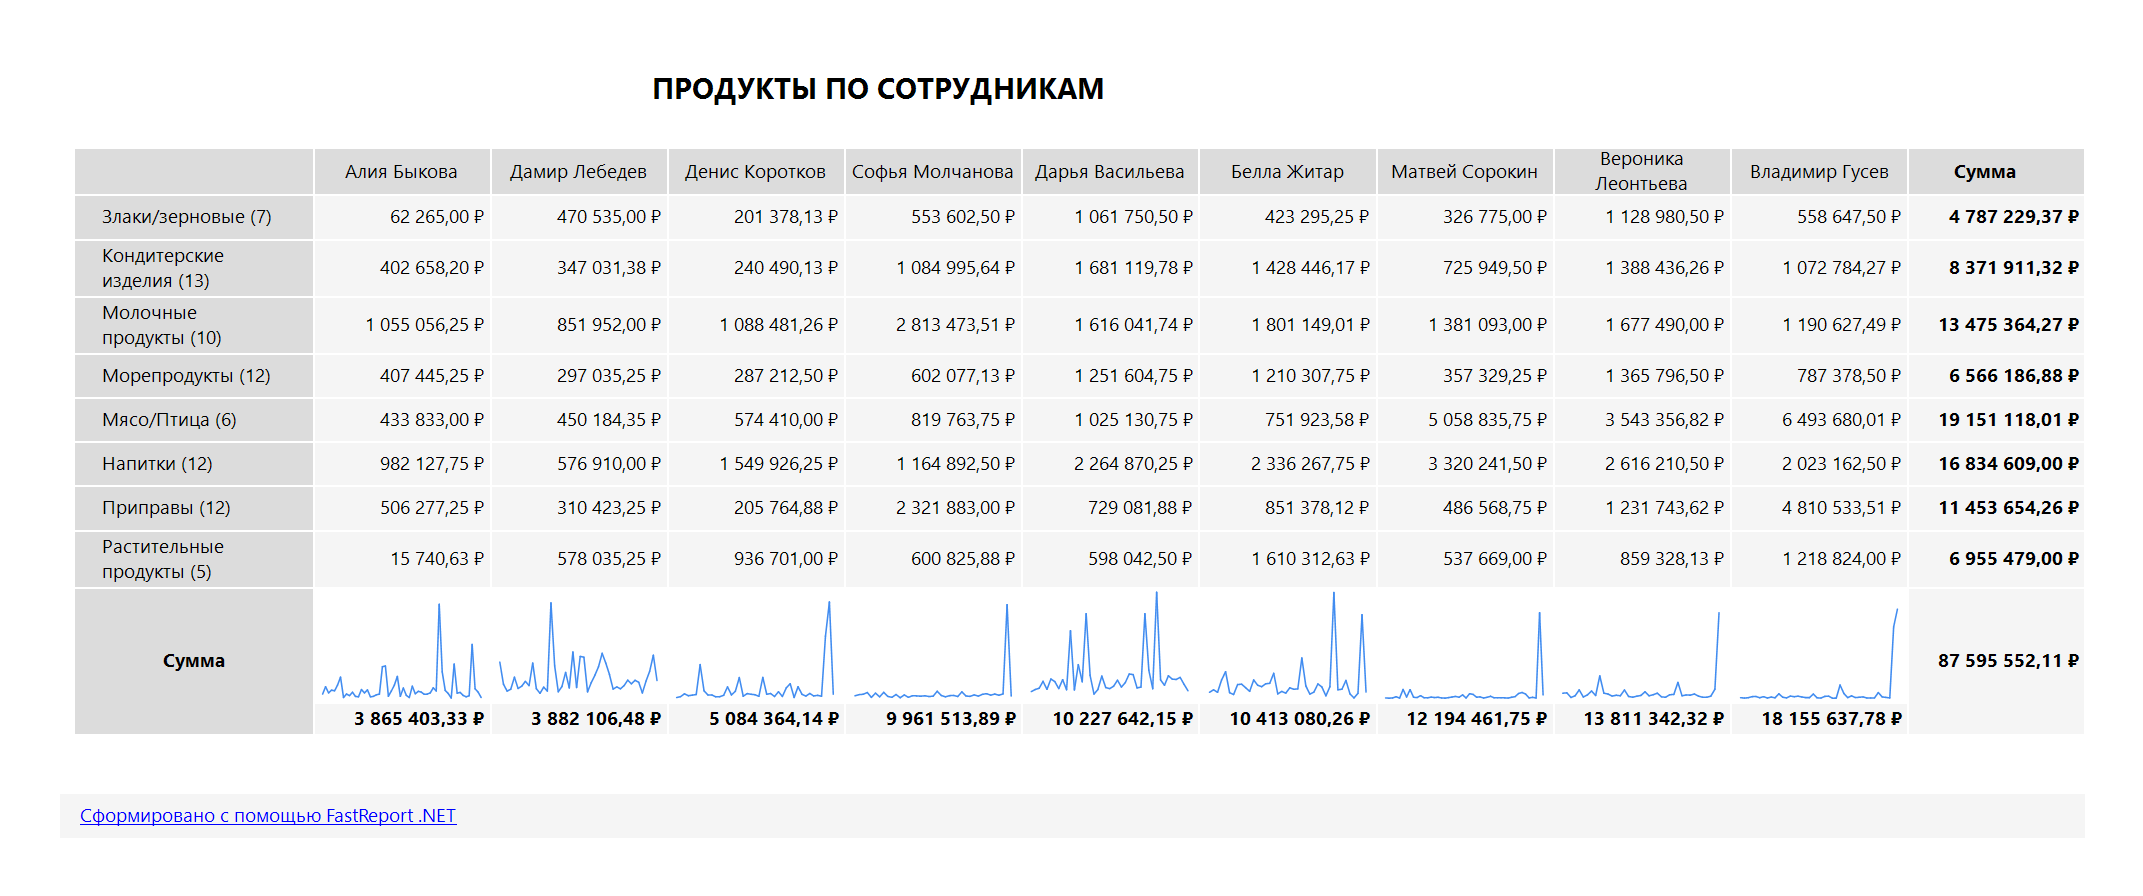 ПРОДУКТЫ ПО СОТРУДНИКАМ
Алия Быкова Дамир Лебедев Денис Коротков Софья Молчанова Дарья Васильева Белла Житар Матвей Сорокин Вероника Леонтьева Владимир Гусев Сумма
Злаки/зерновые (7) 62 265,00 ₽ 470 535,00 ₽ 201 378,13 ₽ 553 602,50 ₽ 1 061 750,50 ₽ 423 295,25 ₽ 326 775,00 ₽ 1 128 980,50 ₽ 558 647,50 ₽ 4 787 229,37 ₽
Кондитерские изделия (13) 402 658,20 ₽ 347 031,38 ₽ 240 490,13 ₽ 1 084 995,64 ₽ 1 681 119,78 ₽ 1 428 446,17 ₽ 725 949,50 ₽ 1 388 436,26 ₽ 1 072 784,27 ₽ 8 371 911,32 ₽
Молочные продукты (10) 1 055 056,25 ₽ 851 952,00 ₽ 1 088 481,26 ₽ 2 813 473,51 ₽ 1 616 041,74 ₽ 1 801 149,01 ₽ 1 381 093,00 ₽ 1 677 490,00 ₽ 1 190 627,49 ₽ 13 475 364,27 ₽
Морепродукты (12) 407 445,25 ₽ 297 035,25 ₽ 287 212,50 ₽ 602 077,13 ₽ 1 251 604,75 ₽ 1 210 307,75 ₽ 357 329,25 ₽ 1 365 796,50 ₽ 787 378,50 ₽ 6 566 186,88 ₽
Мясо/Птица (6) 433 833,00 ₽ 450 184,35 ₽ 574 410,00 ₽ 819 763,75 ₽ 1 025 130,75 ₽ 751 923,58 ₽ 5 058 835,75 ₽ 3 543 356,82 ₽ 6 493 680,01 ₽ 19 151 118,01 ₽
Напитки (12) 982 127,75 ₽ 576 910,00 ₽ 1 549 926,25 ₽ 1 164 892,50 ₽ 2 264 870,25 ₽ 2 336 267,75 ₽ 3 320 241,50 ₽ 2 616 210,50 ₽ 2 023 162,50 ₽ 16 834 609,00 ₽
Приправы (12) 506 277,25 ₽ 310 423,25 ₽ 205 764,88 ₽ 2 321 883,00 ₽ 729 081,88 ₽ 851 378,12 ₽ 486 568,75 ₽ 1 231 743,62 ₽ 4 810 533,51 ₽ 11 453 654,26 ₽
Растительные продукты (5) 15 740,63 ₽ 578 035,25 ₽ 936 701,00 ₽ 600 825,88 ₽ 598 042,50 ₽ 1 610 312,63 ₽ 537 669,00 ₽ 859 328,13 ₽ 1 218 824,00 ₽ 6 955 479,00 ₽
Сумма 87 595 552,11 ₽
3 865 403,33 ₽ 3 882 106,48 ₽ 5 084 364,14 ₽ 9 961 513,89 ₽ 10 227 642,15 ₽ 10 413 080,26 ₽ 12 194 461,75 ₽ 13 811 342,32 ₽ 18 155 637,78 ₽
Сформировано с помощью FastReport .NET